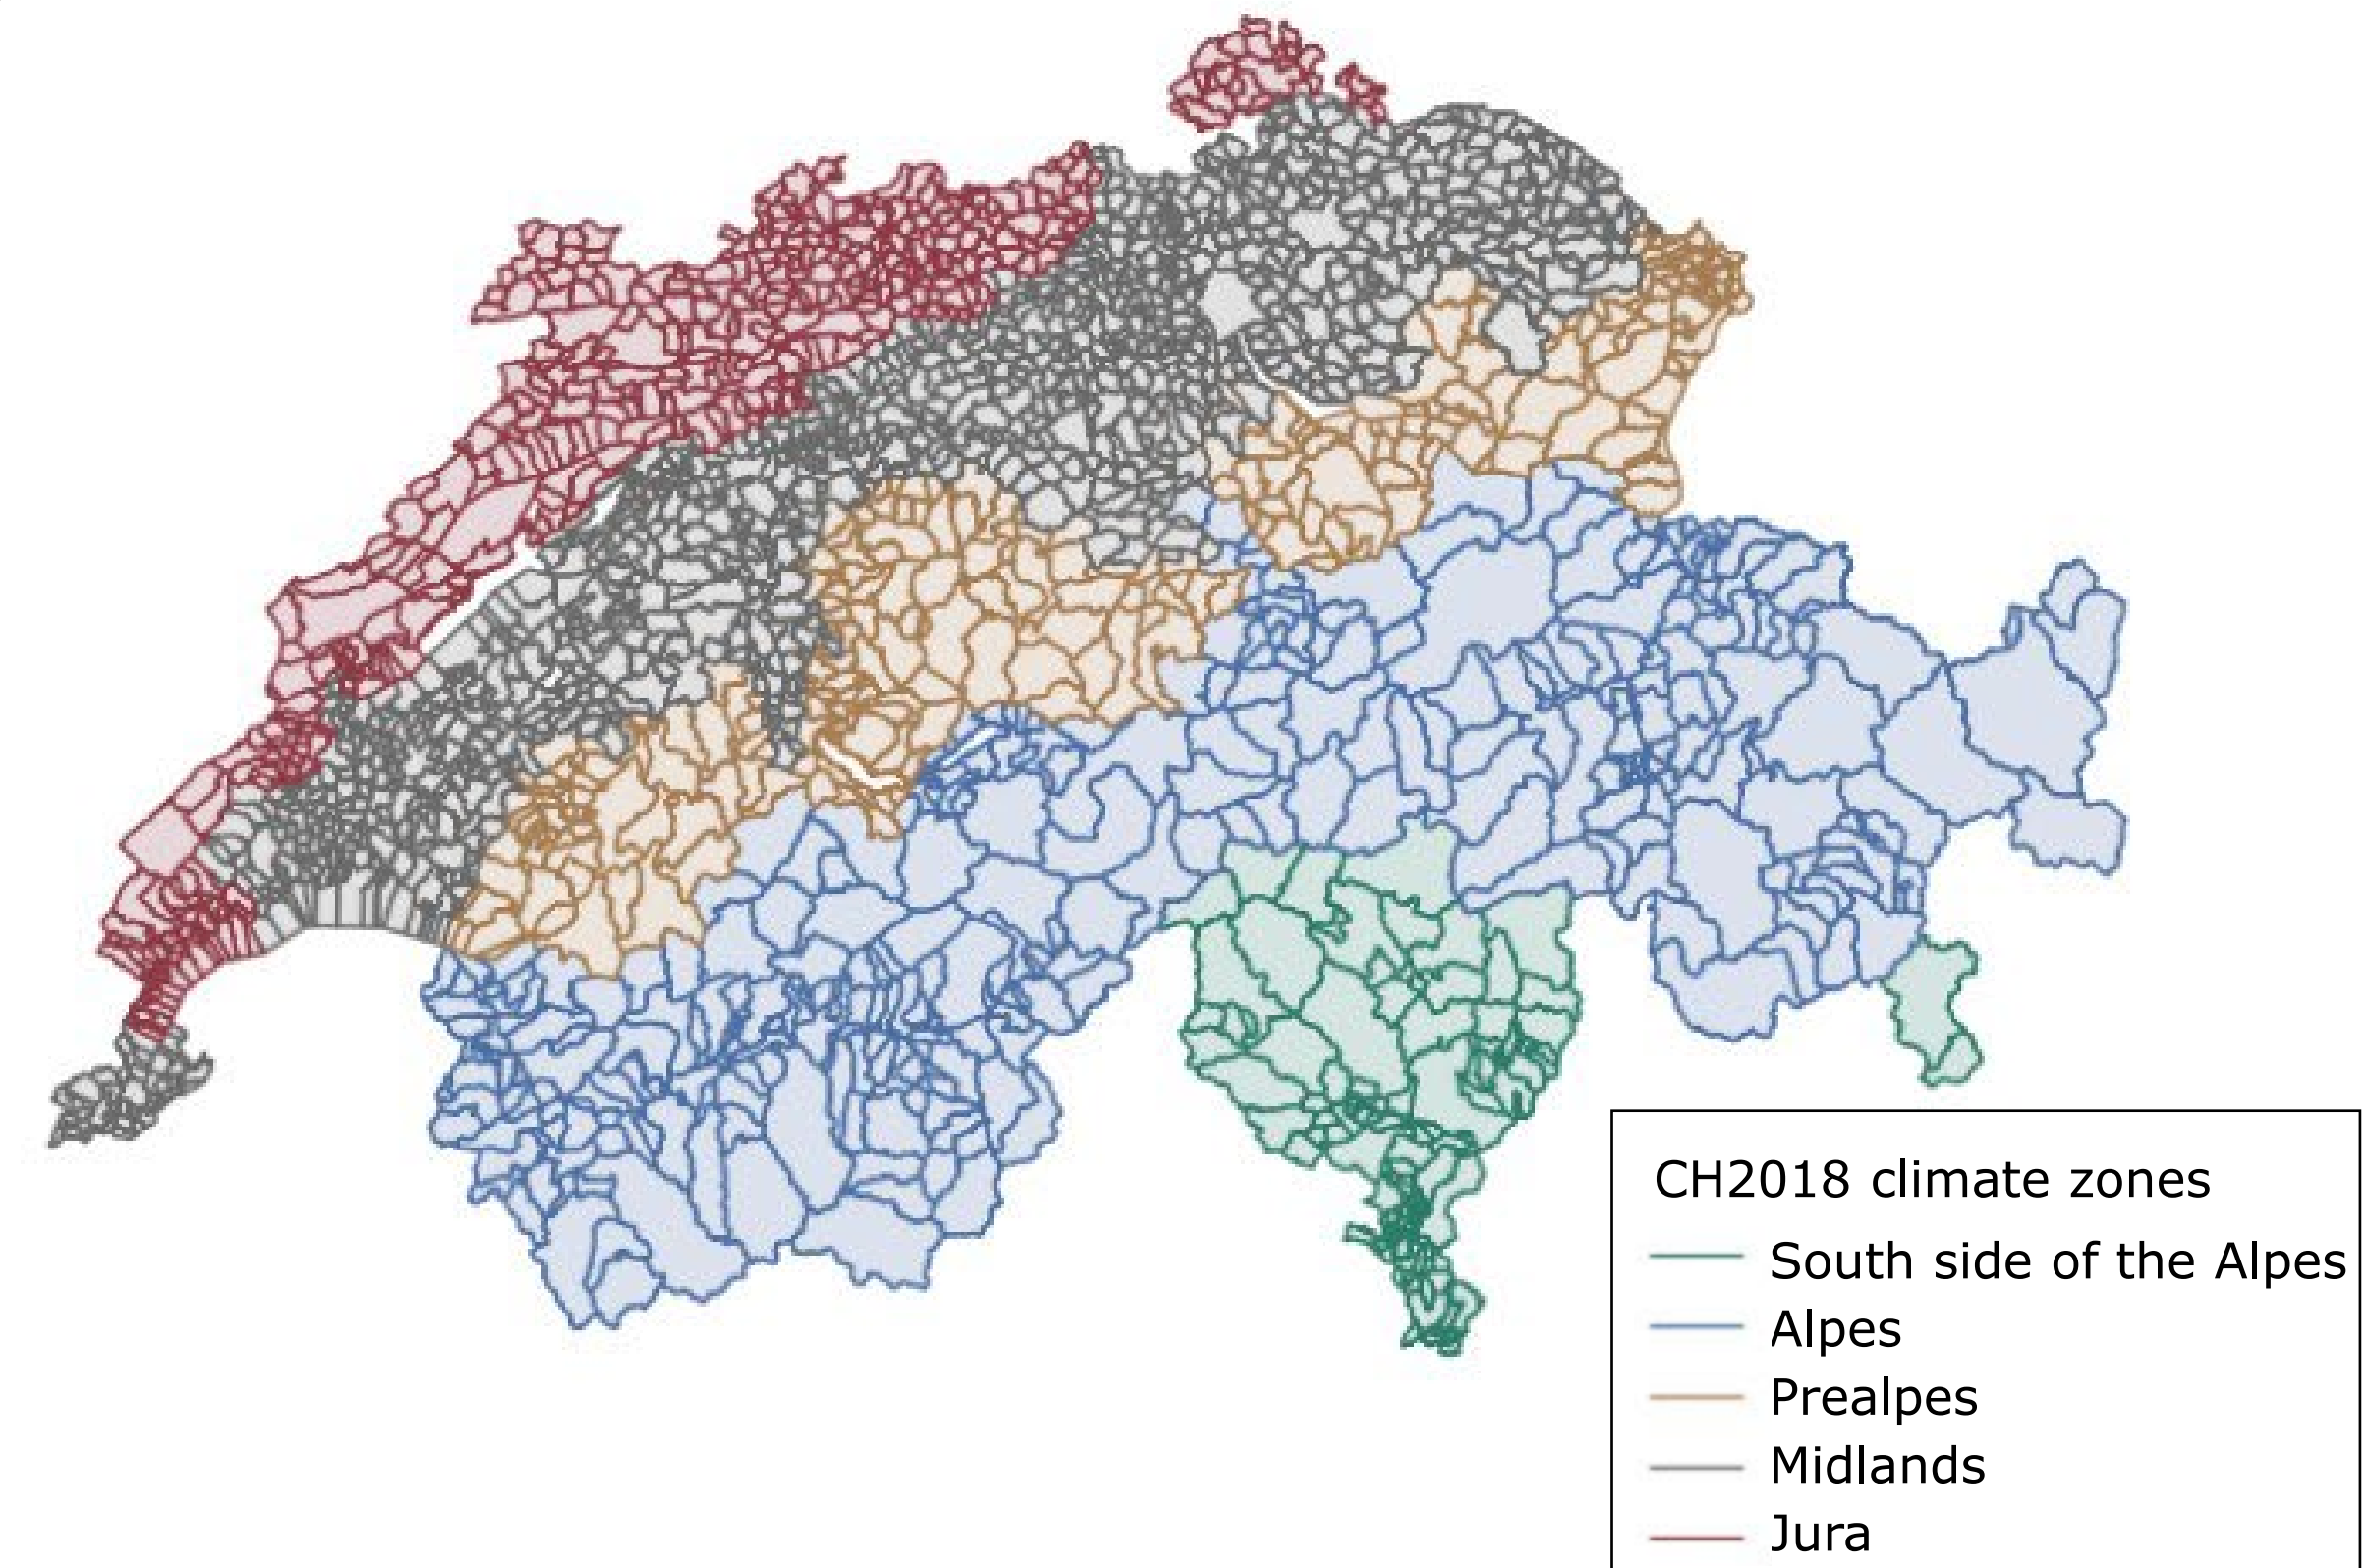 CH2018 climate zones
South side of the Alpes
Alpes
Prealpes
Midlands
Jura